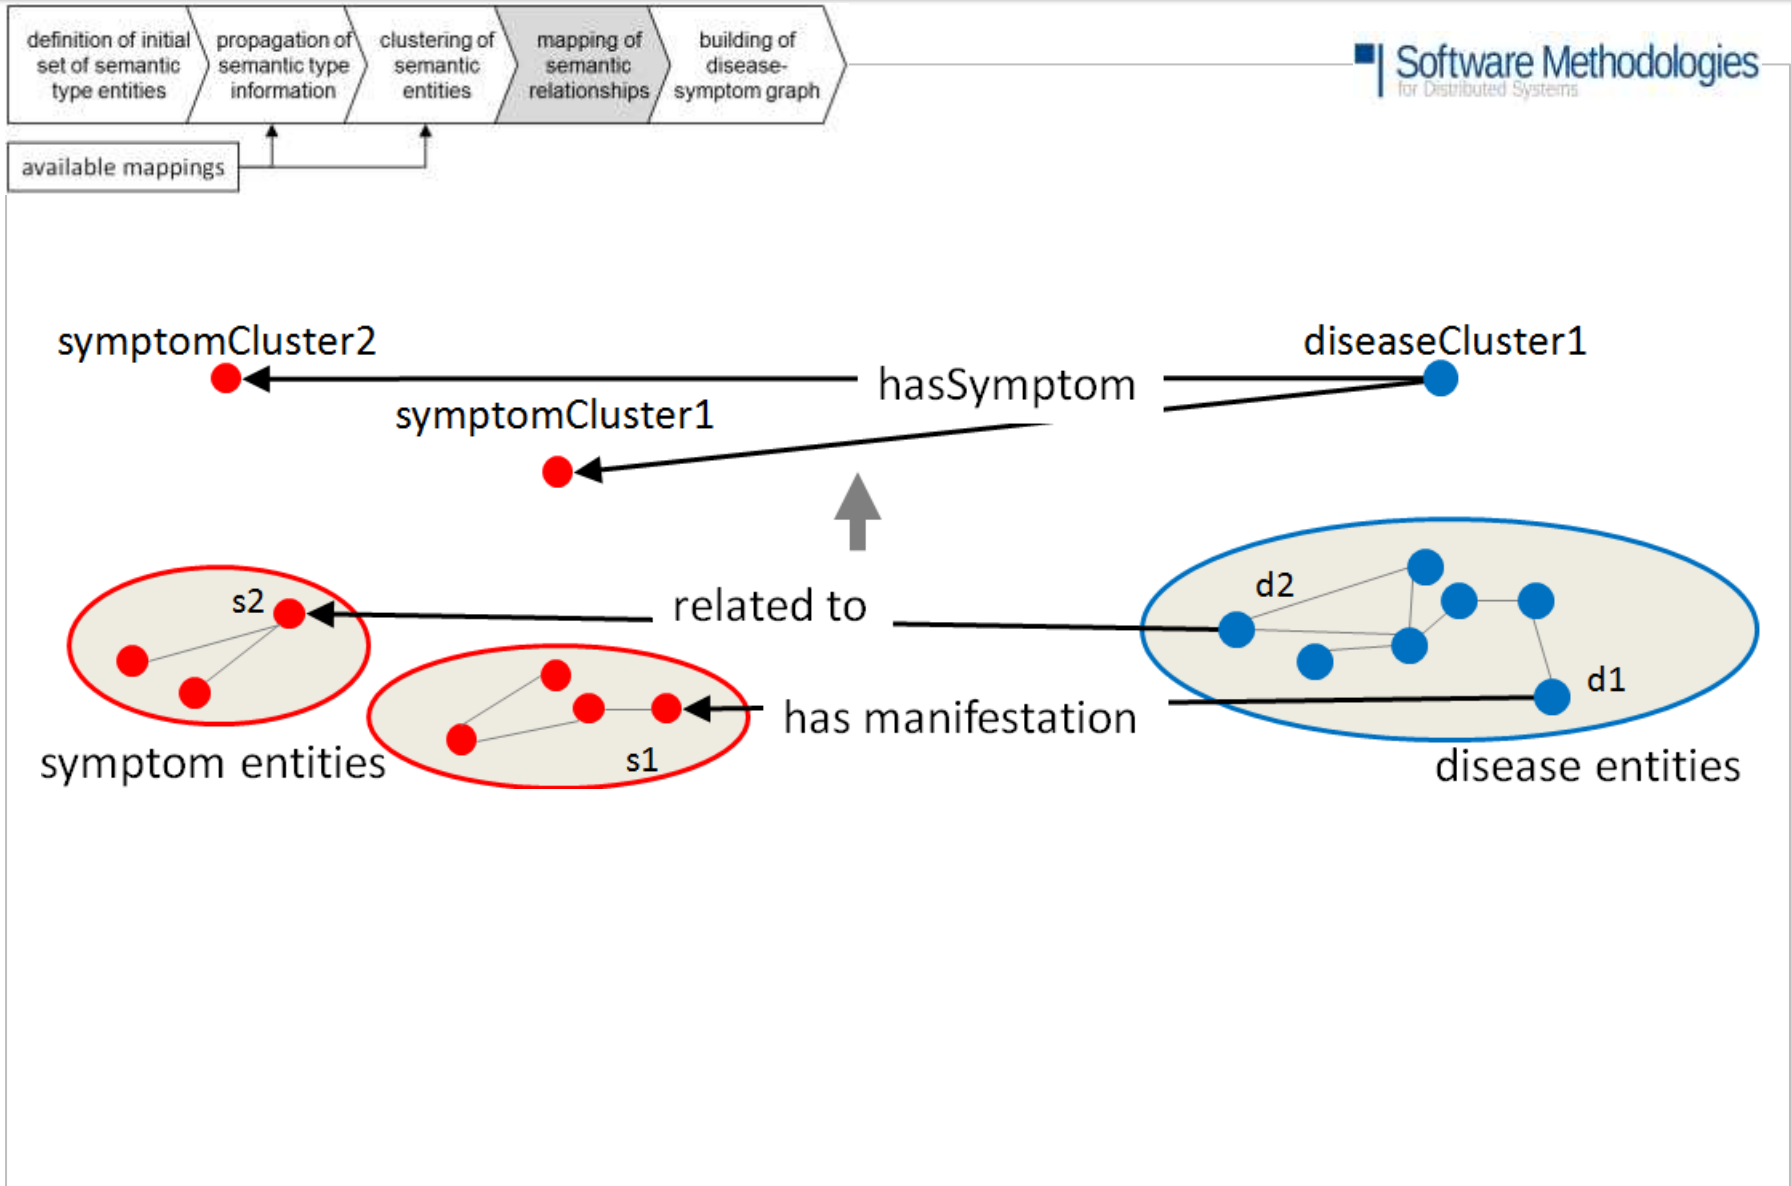 definition of initial
set of semantic
type entities
propagation of
semantic type
information
clustering of
semantic
entities
mapping of
semantic
relationships
building of
disease-
symptom graph
available mappings
Software Methodologies
for Distributed Systems
symptomCluster2
diseaseCluster1
hasSymptom
symptomCluster1
d2
s2
related to
d1
has manifestation
s1
symptom entities
disease entities